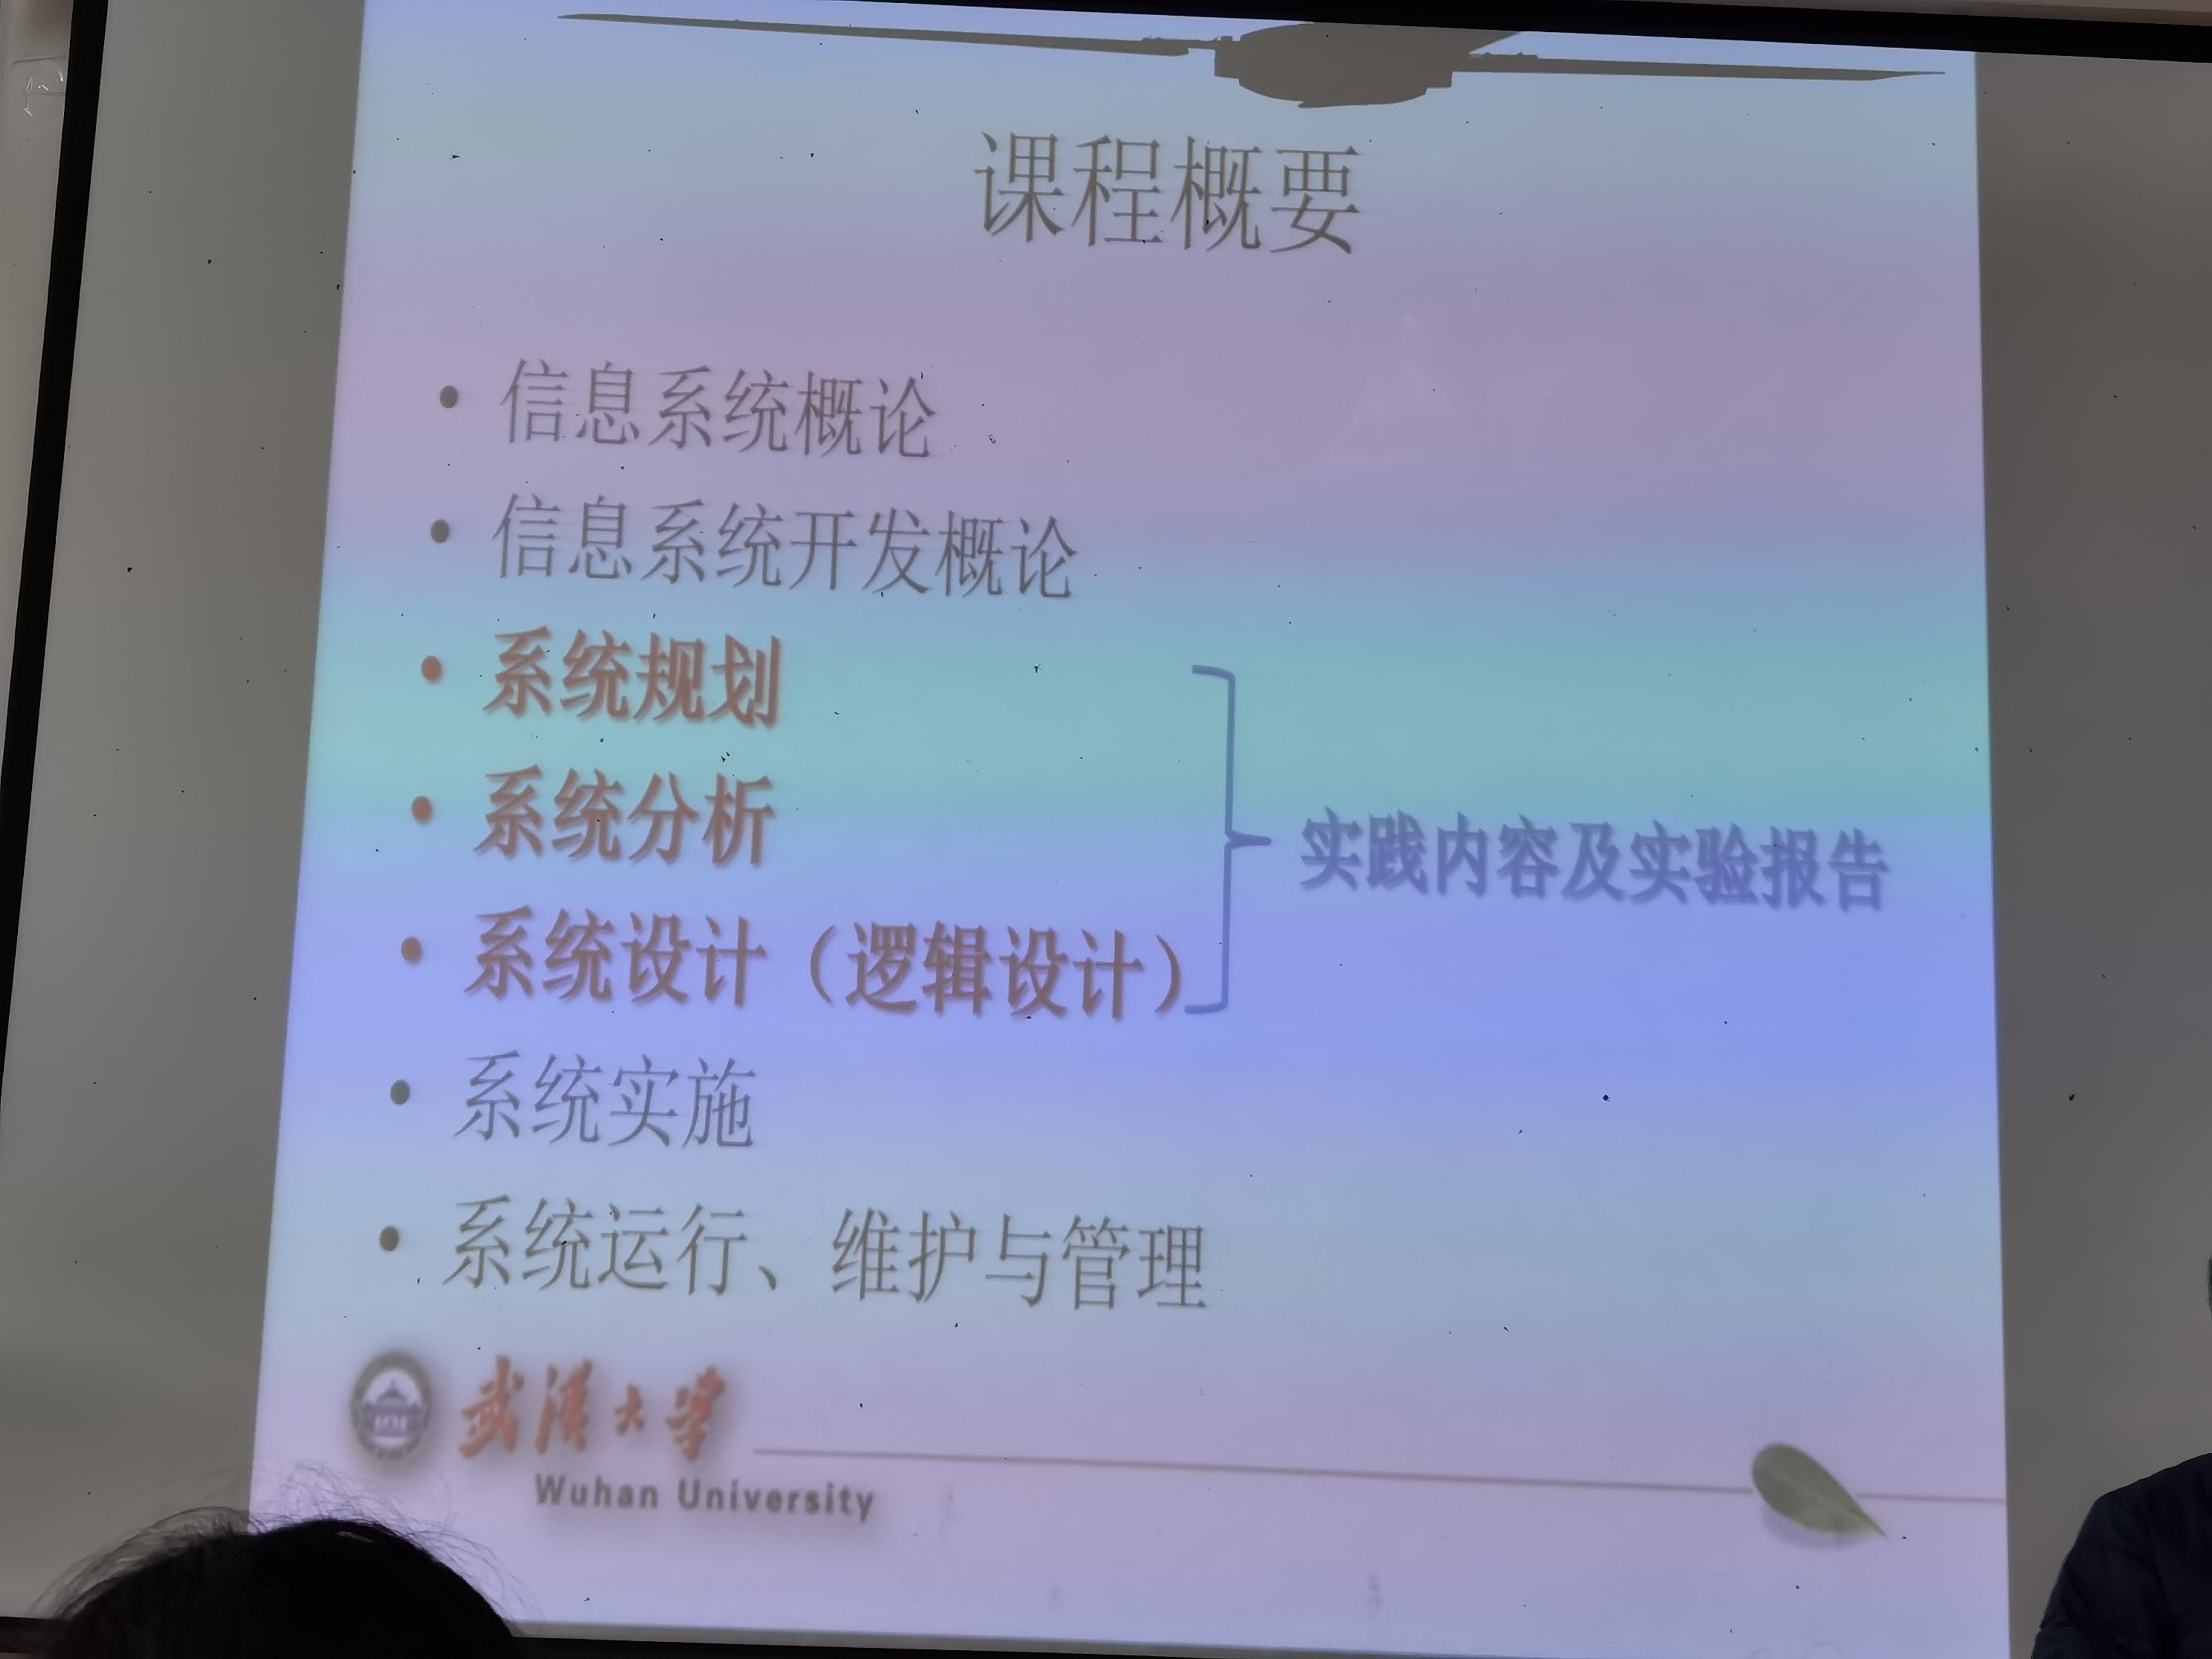 课程概要
• 信息系统概论
• 信息系统开发概论
• 系统规划
• 系统分析
实践内容及实验报告
• 系统设计（逻辑设计）
• 系统实施
• 系统运行、维护与管理
武漢大学
Wuhan University